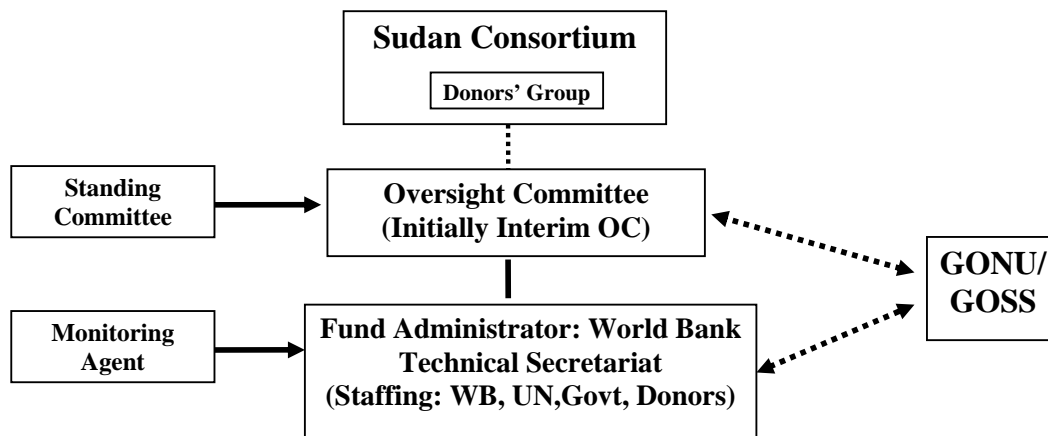 Sudan Consortium
Donors’ Group
Standing
Committee
Oversight Committee
(Initially Interim OC)
GONU/
GOSS
Monitoring
Agent
Fund Administrator: World Bank
Technical Secretariat
(Staffing: WB, UN,Govt, Donors)